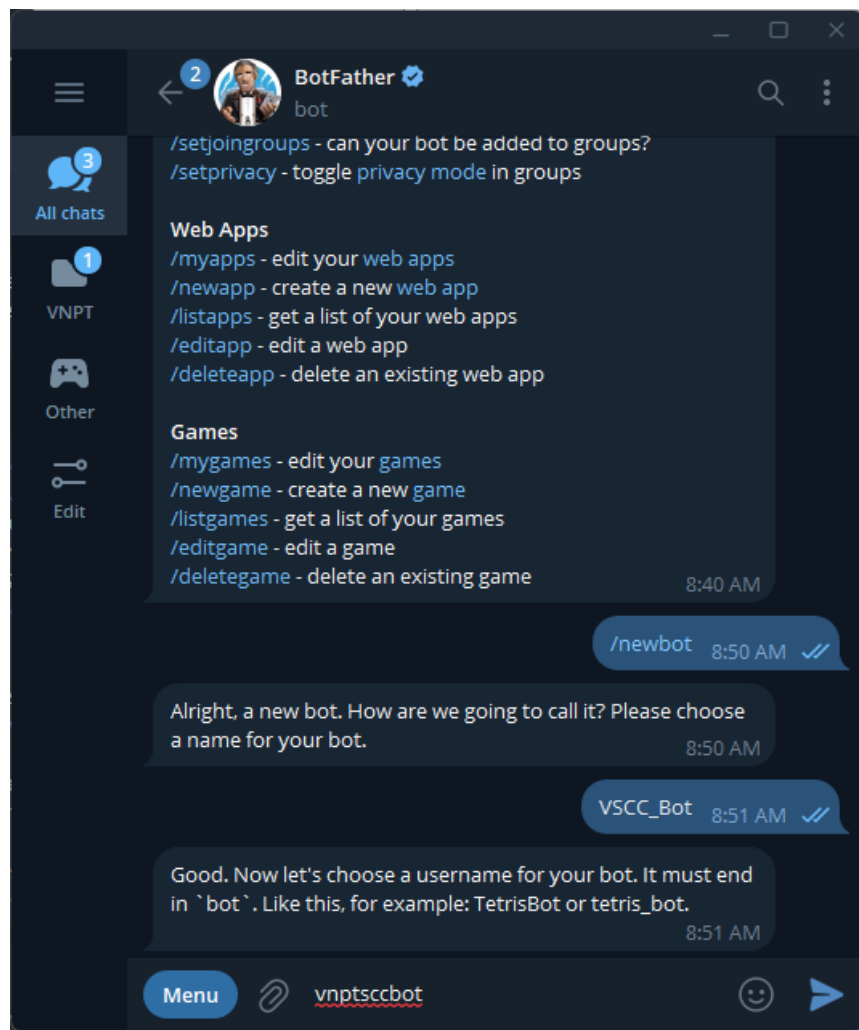 2
BotFather
bot
3
All chats
1
VNPT
Other
Edit
/setjoingroups - can your bot be added to groups?
/setprivacy - toggle privacy mode in groups
Web Apps
/myapps - edit your web apps
/newapp - create a new web app
/listapps - get a list of your web apps
/editapp - edit a web app
/deleteapp - delete an existing web app
Games
/mygames - edit your games
/newgame - create a new game
/listgames - get a list of your games
/editgame - edit a game
/deletegame - delete an existing game
8:40 AM
/newbot 8:50 AM
Alright, a new bot. How are we going to call it? Please choose
a name for your bot.
8:50 AM
VSCC_Bot 8:51 AM
Good. Now let's choose a username for your bot. It must end
in `bot`. Like this, for example: TetrisBot or tetris_bot.
8:51 AM
Menu vnptsccbot